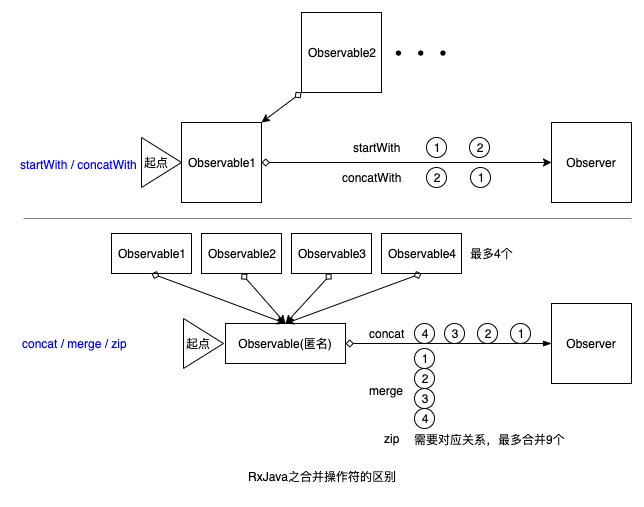 Observable2
startWith / concatWith
起点
Observable1
startWith
1
2
concatWith
2
1
Observer
Observable1
Observable2
Observable3
Observable4
最多4个
concat / merge / zip
起点
Observable(匿名)
concat
4
3
2
1
Observer
merge
1
2
3
4
zip
需要对应关系，最多合并9个
RxJava之合并操作符的区别